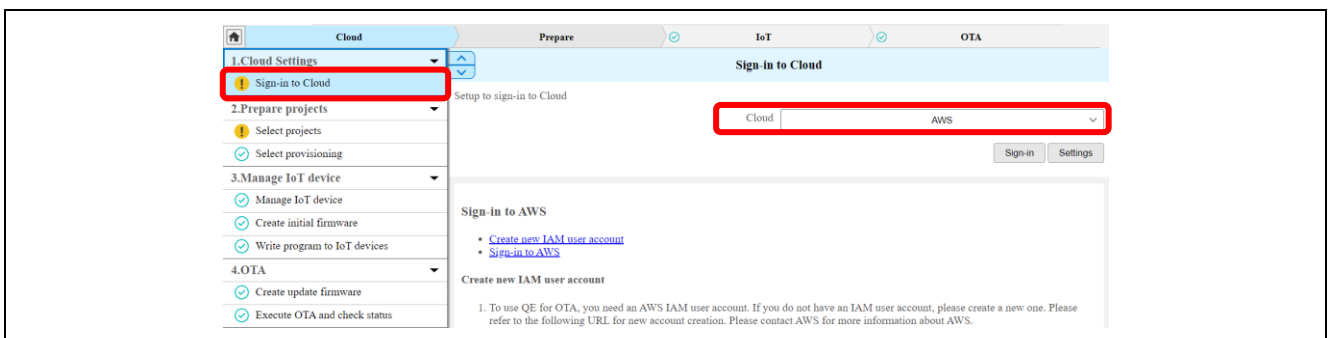 Cloud
Prepare
IoT
OTA
1.Cloud Settings
Sign-in to Cloud
2.Prepare projects
Select projects
Select provisioning
3.Manage IoT device
Manage IoT device
Create initial firmware
Write program to IoT devices
4.OTA
Create update firmware
Execute OTA and check status
Sign-in to Cloud
Setup to sign-in to Cloud
Cloud AWS
Sign-in Settings
Sign-in to AWS
• Create new IAM user account
• Sign-in to AWS
Create new IAM user account
1. To use QE for OTA, you need an AWS IAM user account. If you do not have an IAM user account, please create a new one. Please
refer to the following URL for new account creation. Please contact AWS for more information about AWS.